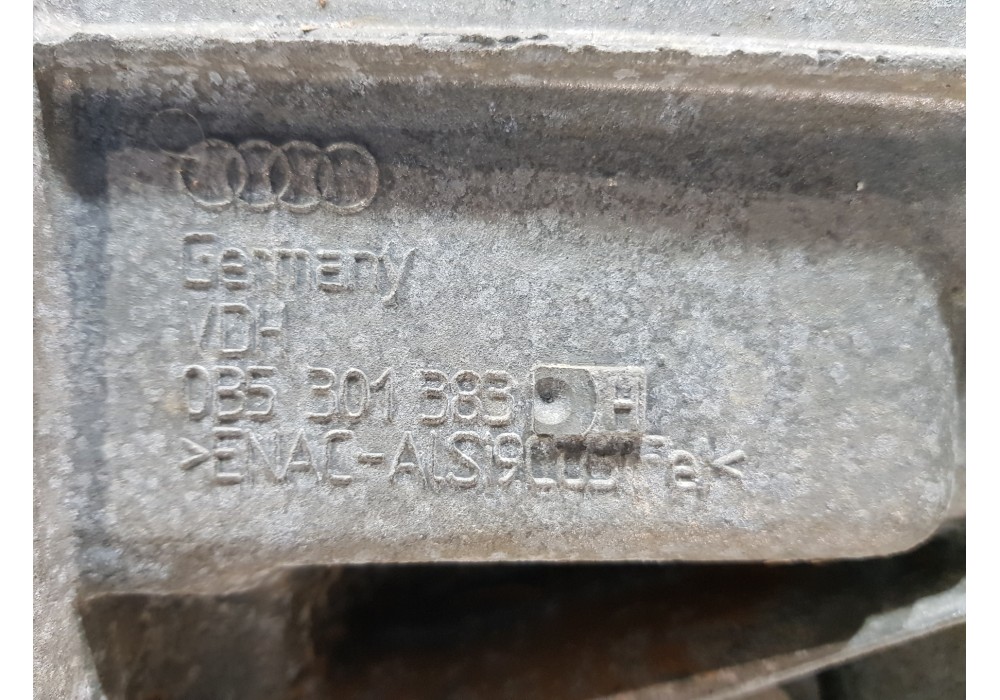 Germany
VDH
0B5 301 383 H
>ENAC-AlSi9Cu3(Fe)<